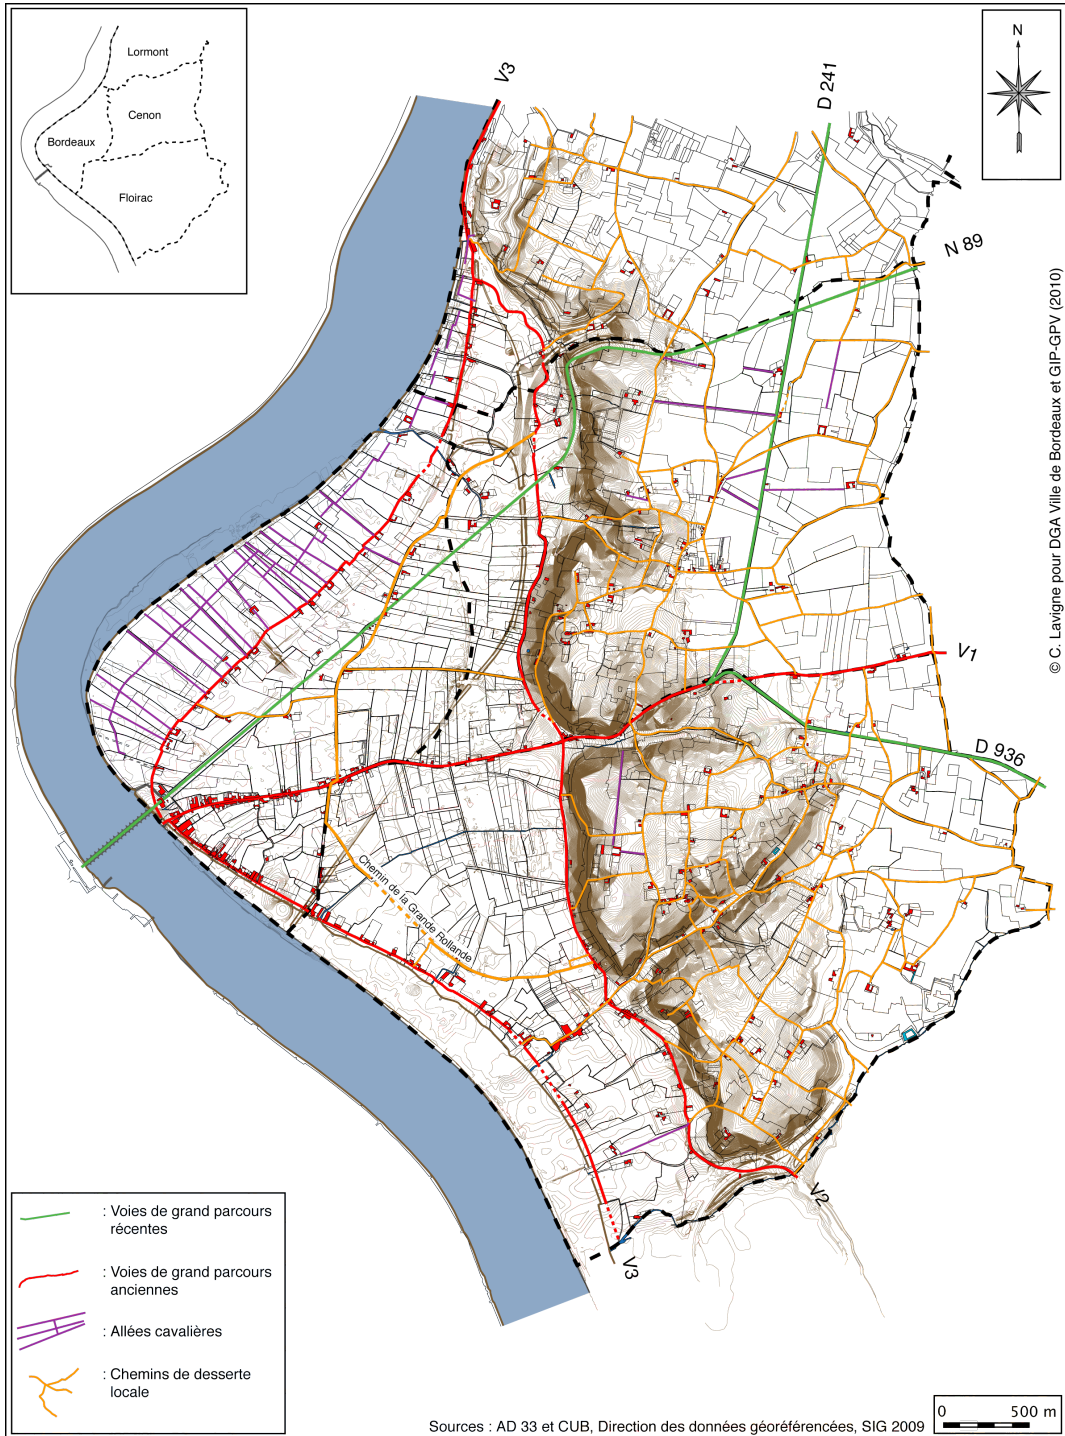 Lormont
Cenon
Bordeaux
Floirac
N
V3
D 241
N 89
V1
D 936
Chemin de la Grande Rollande
V2
V3
© C. Lavigne pour DGA Ville de Bordeaux et GIP-GPV (2010)
: Voies de grand parcours
récentes
: Voies de grand parcours
anciennes
: Allées cavalières
: Chemins de desserte
locale
Sources : AD 33 et CUB, Direction des données géoréférencées, SIG 2009
0 500 m